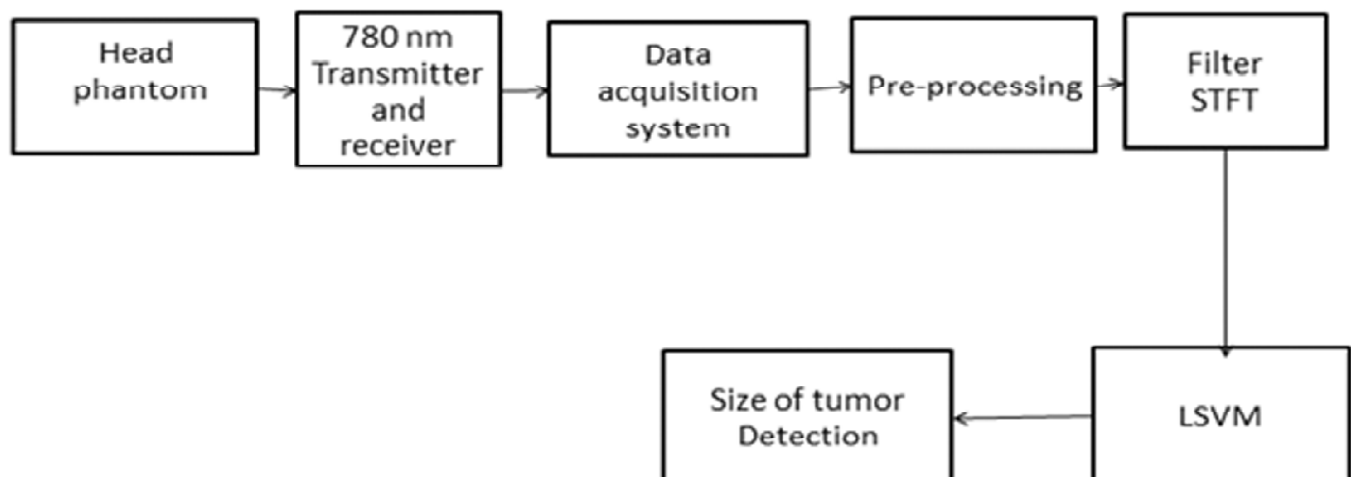 Head
phantom
780 nm
Transmitter
and
receiver
Data
acquisition
system
Pre-processing
Filter
STFT
LSVM
Size of tumor
Detection